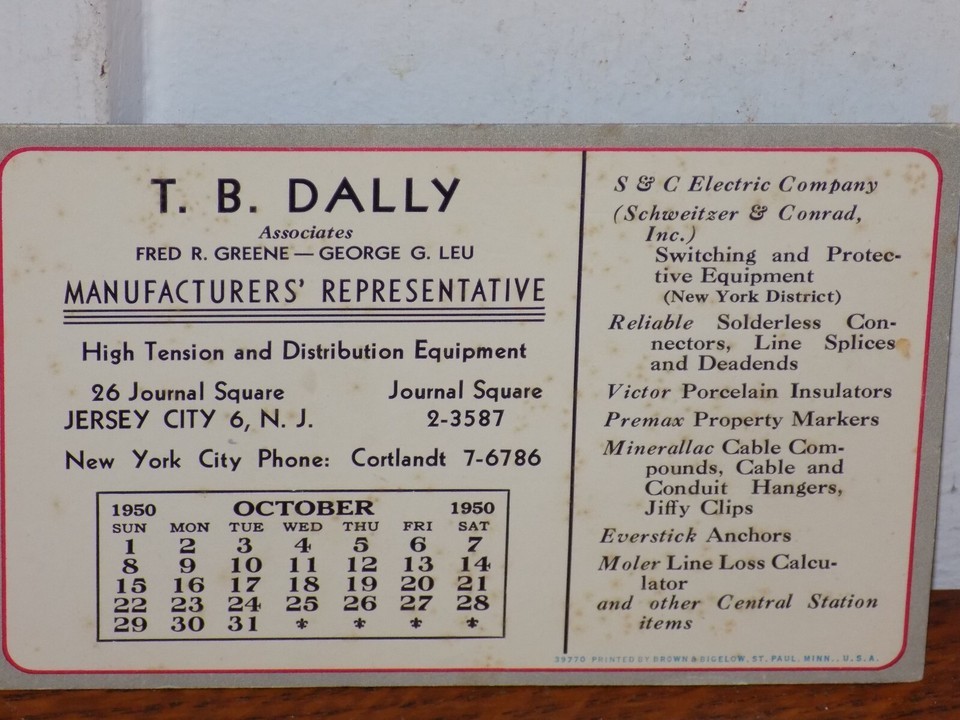 T. B. DALLY
Associates
FRED R. GREENE — GEORGE G. LEU
MANUFACTURERS' REPRESENTATIVE
High Tension and Distribution Equipment
26 Journal Square Journal Square
JERSEY CITY 6, N. J. 2-3587
New York City Phone: Cortlandt 7-6786
1950 OCTOBER 1950
SUN MON TUE WED THU FRI SAT
1 2 3 4 5 6 7
8 9 10 11 12 13 14
15 16 17 18 19 20 21
22 23 24 25 26 27 28
29 30 31 * * * *
S & C Electric Company
(Schweitzer & Conrad,
Inc.)
Switching and Protec-
tive Equipment
(New York District)
Reliable Solderless Con-
nectors, Line Splices
and Deadends
Victor Porcelain Insulators
Premax Property Markers
Minerallac Cable Com-
pounds, Cable and
Conduit Hangers,
Jiffy Clips
Everstick Anchors
Moler Line Loss Calcu-
lator
and other Central Station
items
39770 PRINTED BY BROWN & BIGELOW, ST. PAUL, MINN., U.S.A.